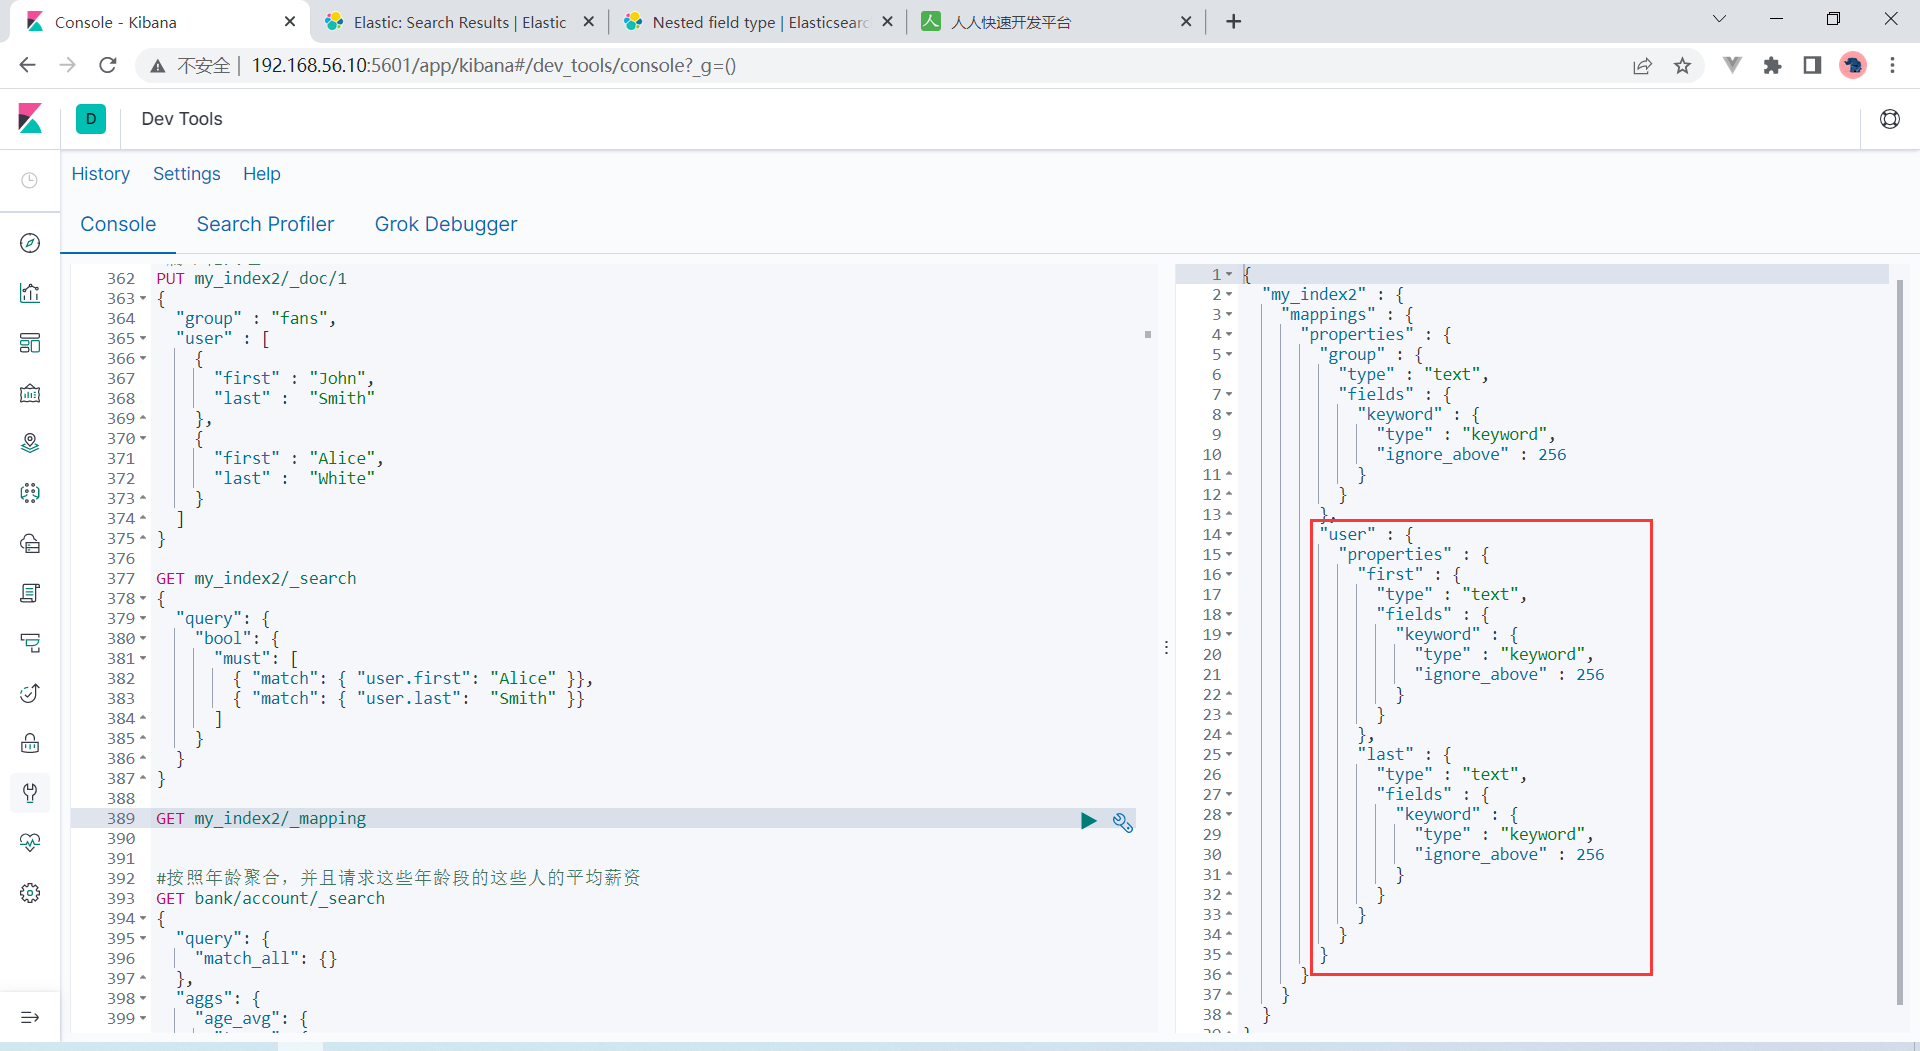 Console - Kibana
Elastic: Search Results | Elastic
Nested field type | Elasticsearc
人人快速开发平台
不安全 | 192.168.56.10:5601/app/kibana#/dev_tools/console?_g=()
D
Dev Tools
History
Settings
Help
Console
Search Profiler
Grok Debugger
362 PUT my_index2/_doc/1
363 {
364 "group" : "fans",
365 "user" : [
366 {
367 "first" : "John",
368 "last" :  "Smith"
369 },
370 {
371 "first" : "Alice",
372 "last" :  "White"
373 }
374 ]
375 }
376
377 GET my_index2/_search
378 {
379 "query": {
380 "bool": {
381 "must": [
382 { "match": { "user.first": "Alice" }},
383 { "match": { "user.last":  "Smith" }}
384 ]
385 }
386 }
387 }
388
389 GET my_index2/_mapping
390
391
392 #按照年龄聚合，并且请求这些年龄段的这些人的平均薪资
393 GET bank/account/_search
394 {
395 "query": {
396 "match_all": {}
397 },
398 "aggs": {
399 "age_avg": {
1 {
2 "my_index2" : {
3 "mappings" : {
4 "properties" : {
5 "group" : {
6 "type" : "text",
7 "fields" : {
8 "keyword" : {
9 "type" : "keyword",
10 "ignore_above" : 256
11 }
12 }
13 },
14 "user" : {
15 "properties" : {
16 "first" : {
17 "type" : "text",
18 "fields" : {
19 "keyword" : {
20 "type" : "keyword",
21 "ignore_above" : 256
22 }
23 }
24 },
25 "last" : {
26 "type" : "text",
27 "fields" : {
28 "keyword" : {
29 "type" : "keyword",
30 "ignore_above" : 256
31 }
32 }
33 }
34 }
35 }
36 }
37 }
38 }